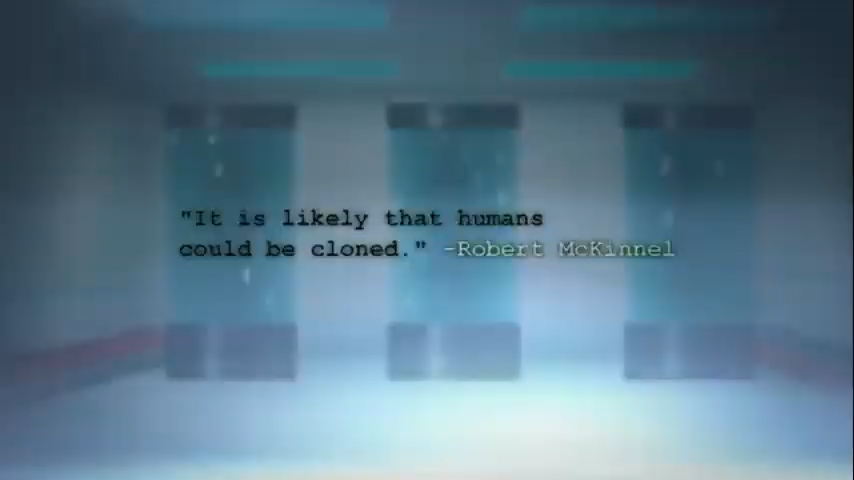 "It is likely that humans
could be cloned." -Robert McKinnel